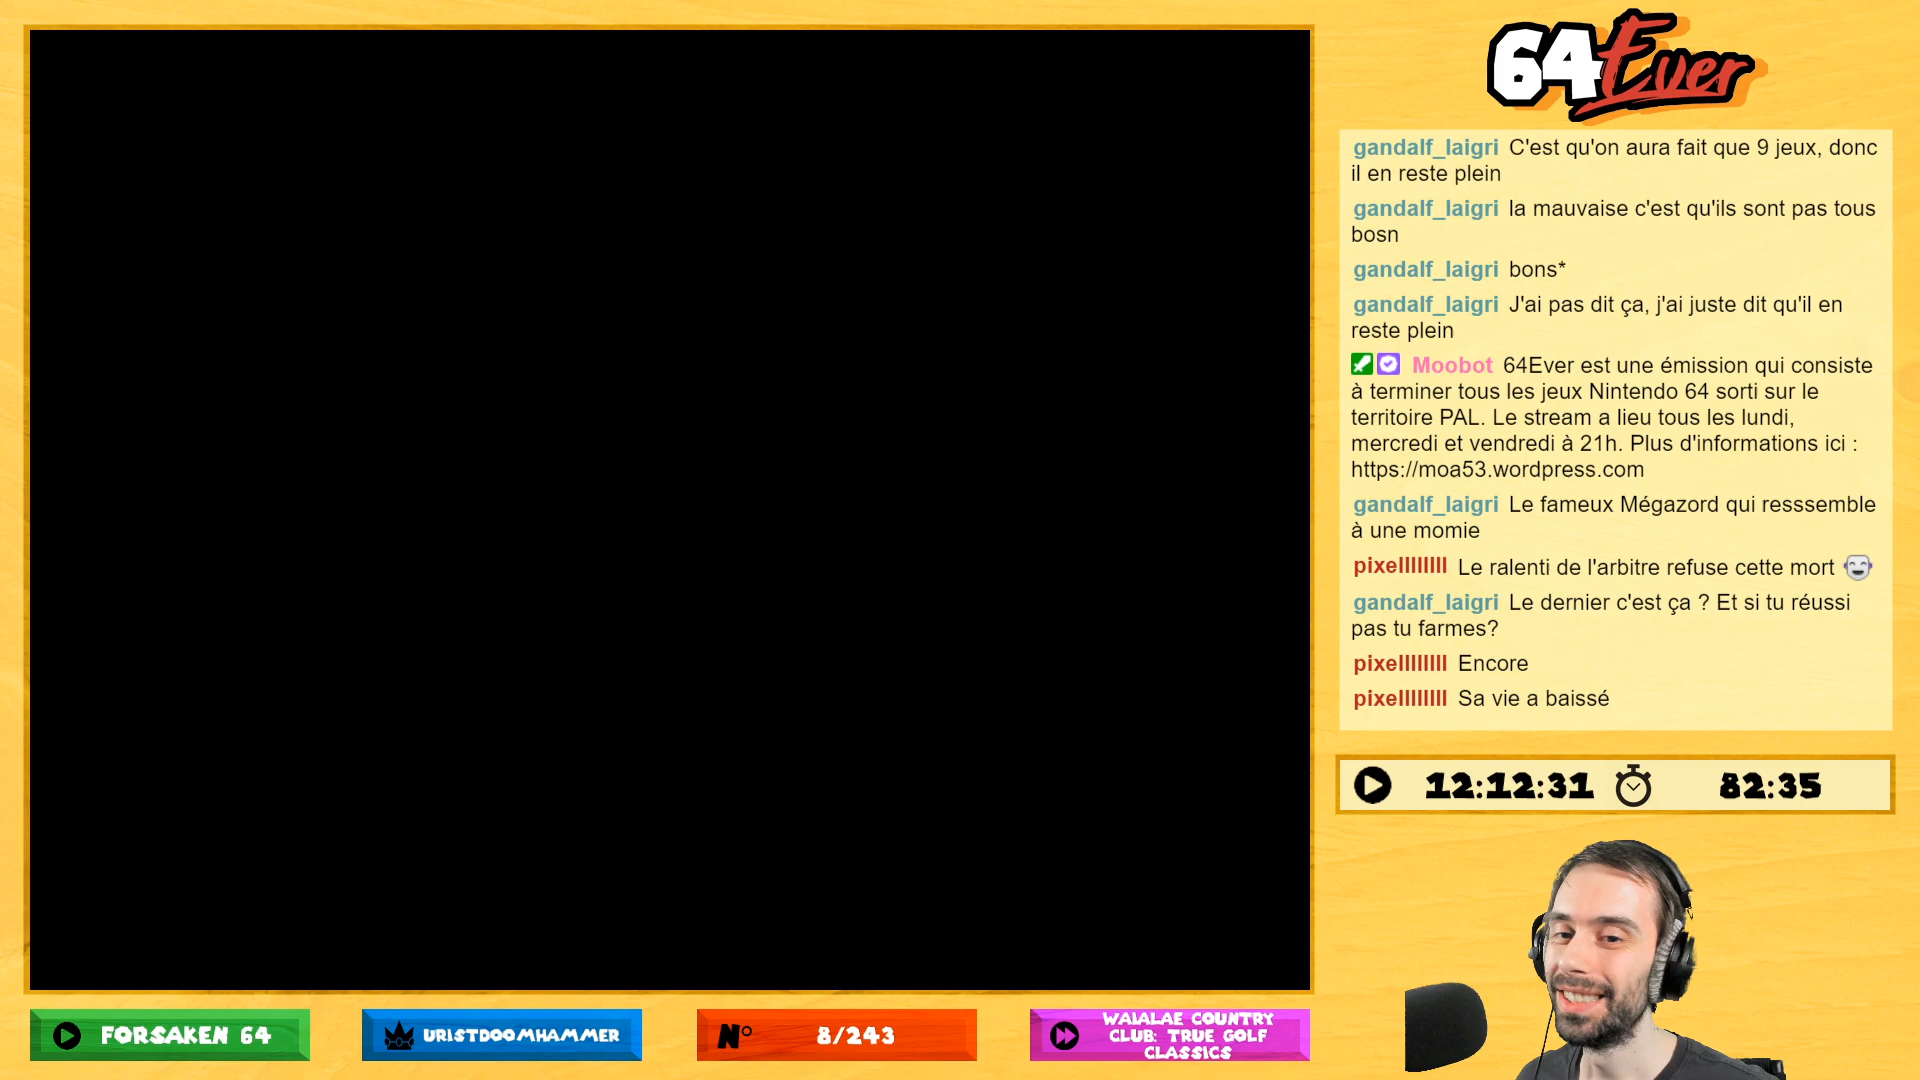 64Ever
gandalf_laigri C'est qu'on aura fait que 9 jeux, donc
il en reste plein
gandalf_laigri la mauvaise c'est qu'ils sont pas tous
bosn
gandalf_laigri bons*
gandalf_laigri J'ai pas dit ça, j'ai juste dit qu'il en
reste plein
Moobot 64Ever est une émission qui consiste
à terminer tous les jeux Nintendo 64 sorti sur le
territoire PAL. Le stream a lieu tous les lundi,
mercredi et vendredi à 21h. Plus d'informations ici :
https://moa53.wordpress.com
gandalf_laigri Le fameux Mégazord qui resssemble
à une momie
pixellllllll Le ralenti de l'arbitre refuse cette mort
gandalf_laigri Le dernier c'est ça ? Et si tu réussi
pas tu farmes?
pixellllllll Encore
pixellllllll Sa vie a baissé
12:12:31 82:35
FORSAKEN 64
URISTDOOMHAMMER
N° 8/243
WAIALAE COUNTRY
CLUB: TRUE GOLF
CLASSICS